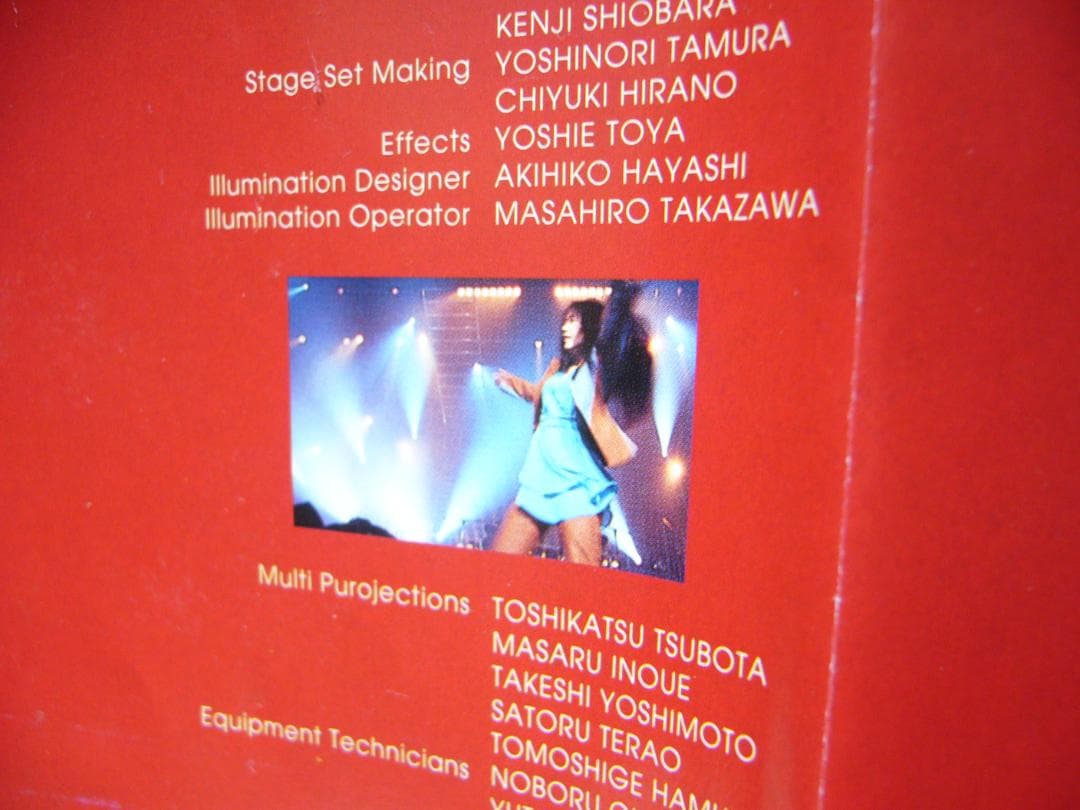 KENJI SHIOBARA
Stage Set Making YOSHINORI TAMURA
CHIYUKI HIRANO
Effects YOSHIE TOYA
Illumination Designer AKIHIKO HAYASHI
Illumination Operator MASAHIRO TAKAZAWA
Multi Purojections TOSHIKATSU TSUBOTA
MASARU INOUE
TAKESHI YOSHIMOTO
SATORU TERAO
Equipment Technicians TOMOSHIGE
NOBORU